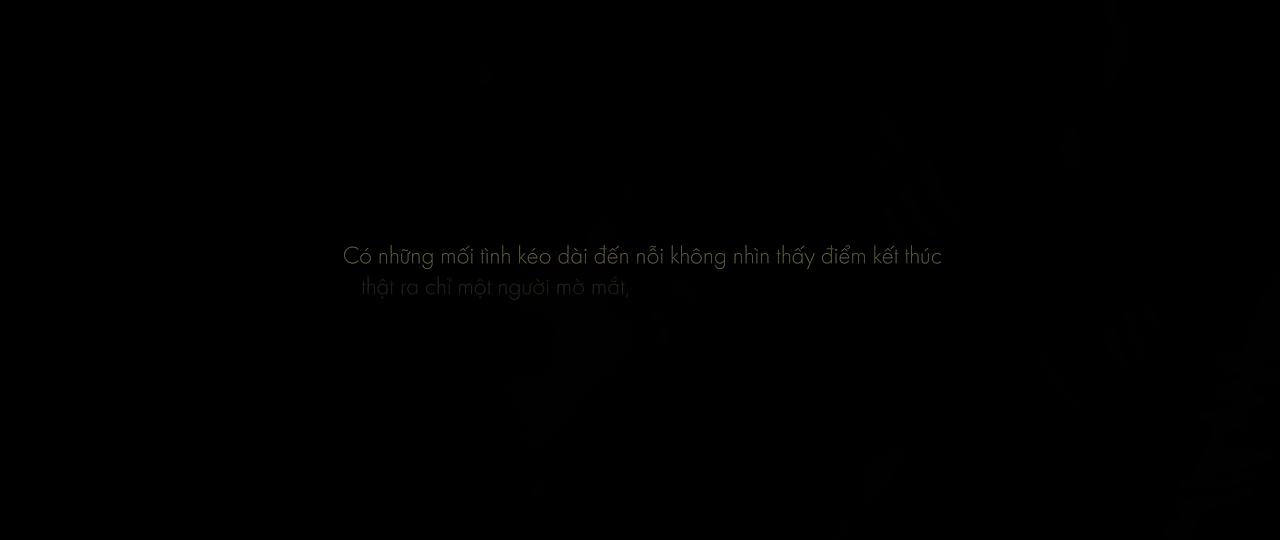 Có những mối tình kéo dài đến nỗi không nhìn thấy điểm kết thúc
thật ra chỉ một người mờ mắt,